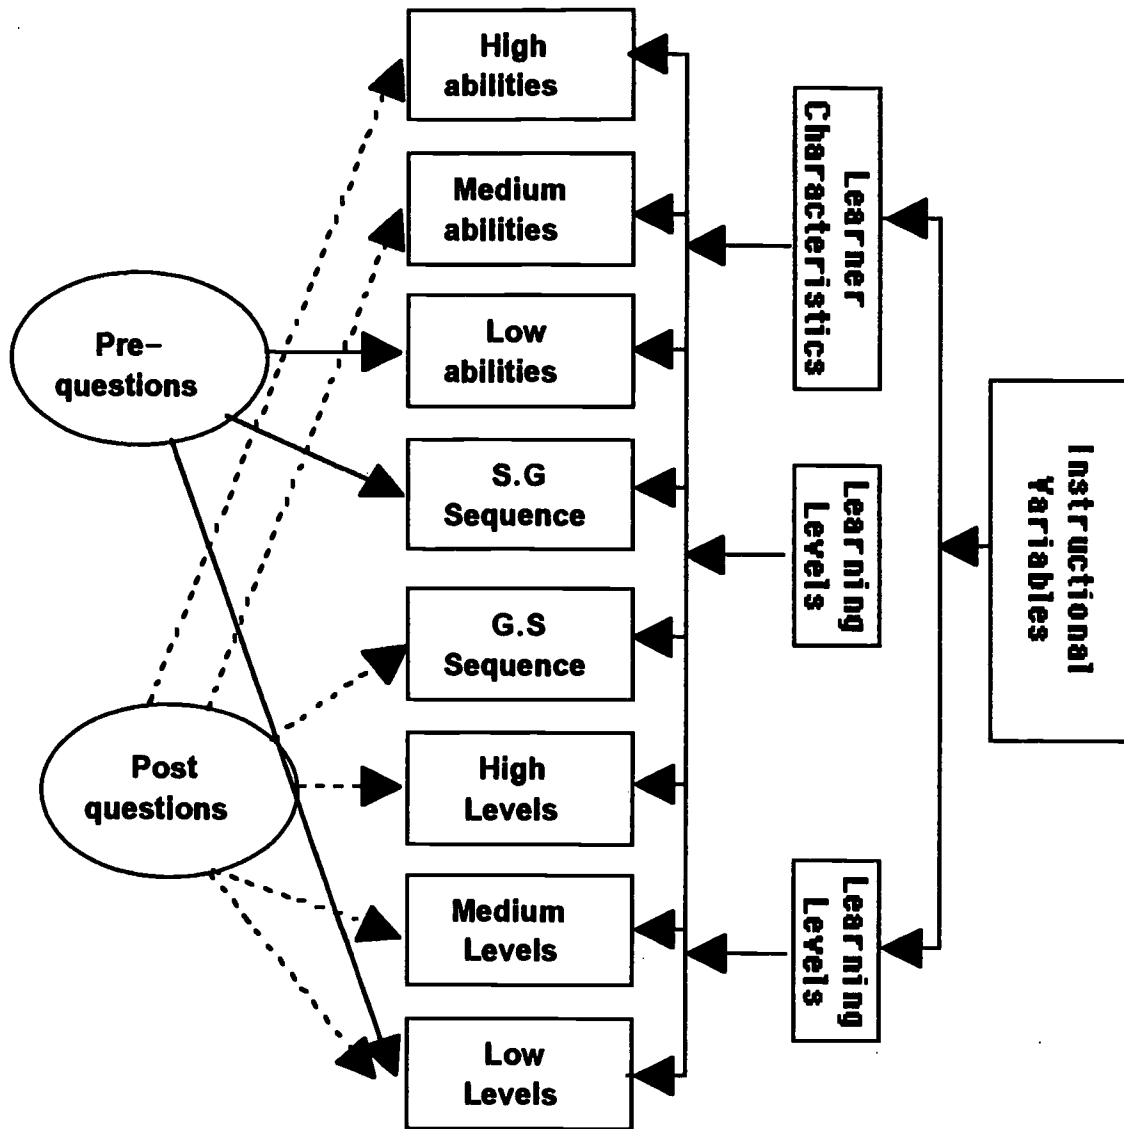 High
abilities
Medium
abilities
Low
abilities
S.G
Sequence
G.S
Sequence
High
Levels
Medium
Levels
Low
Levels
Pre-
questions
Post
questions
Learner
Characteristics
Learning
Levels
Learning
Levels
Instructional
Variables